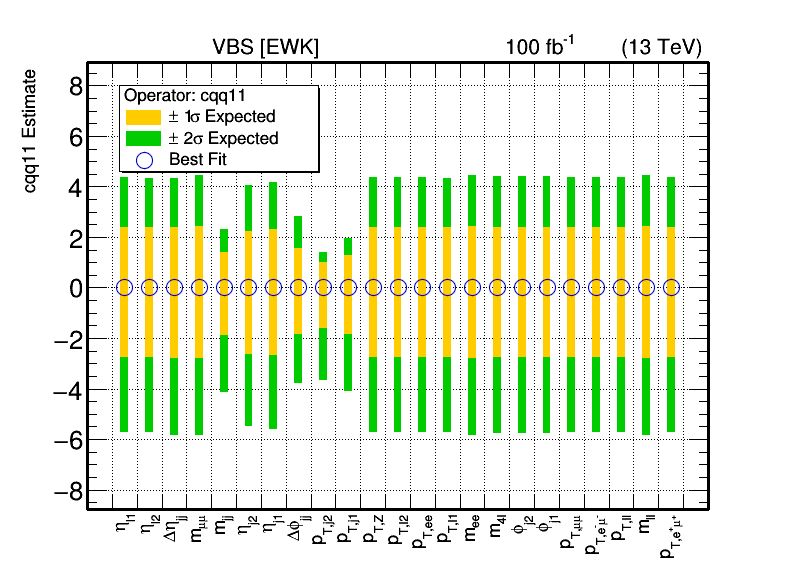 VBS [EWK] 100 fb⁻¹ (13 TeV)
cqq11 Estimate
Operator: cqq11
± 1σ Expected
± 2σ Expected
Best Fit
8
6
4
2
0
−2
−4
−6
−8
η_l1 η_l2 Δη_jj m_μμ m_jj η_j2 η_j1 Δϕ_jj p_T,j2 p_T,j1 p_T,Z p_T,l2 p_T,ee p_T,l1 m_ee m_4l ϕ_j2 ϕ_j1 p_T,μμ p_T,e⁻μ⁻ p_T,ll m_ll p_T,e⁺μ⁺